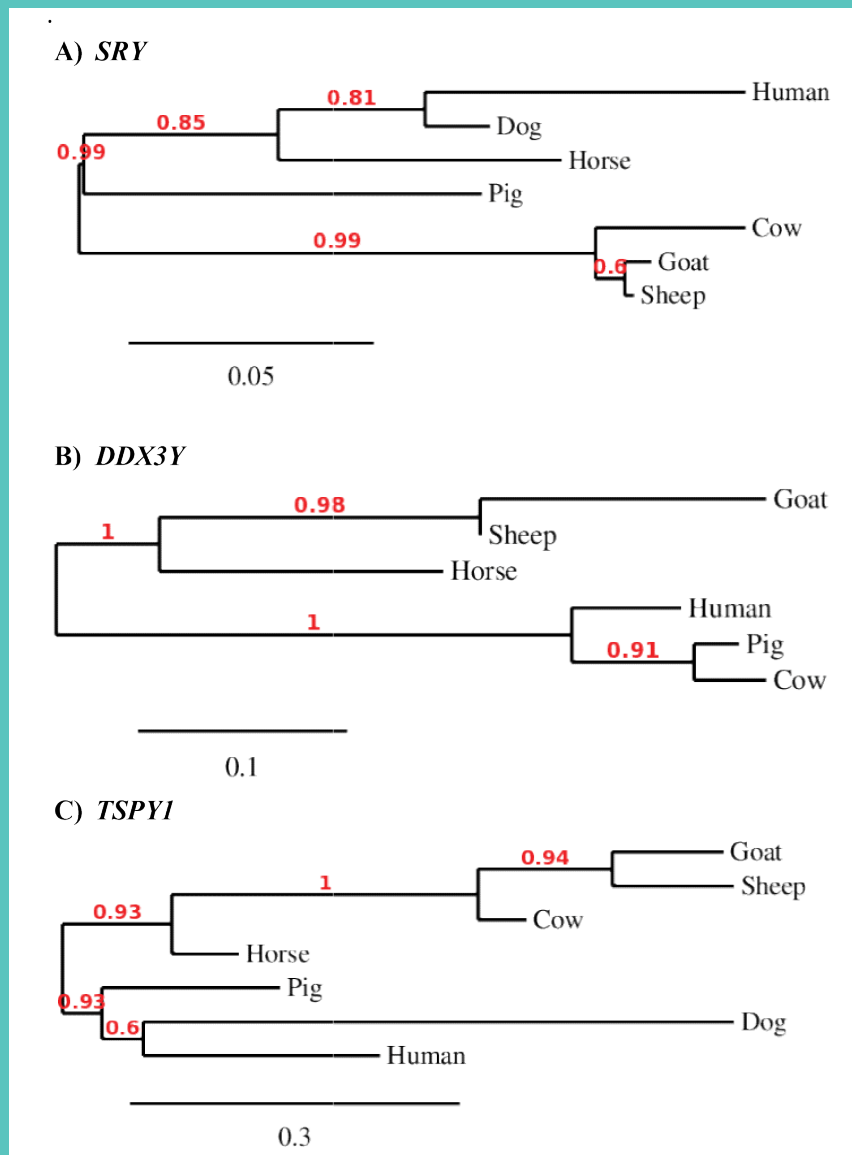 .
A) SRY
Human
0.81
0.85
Dog
0.99
Horse
Pig
Cow
0.99
Goat
0.6
Sheep
0.05
B) DDX3Y
Goat
0.98
1
Sheep
Horse
Human
1
Pig
0.91
Cow
0.1
C) TSPY1
Goat
0.94
1
Sheep
0.93
Cow
Horse
Pig
0.93
Dog
0.6
Human
0.3